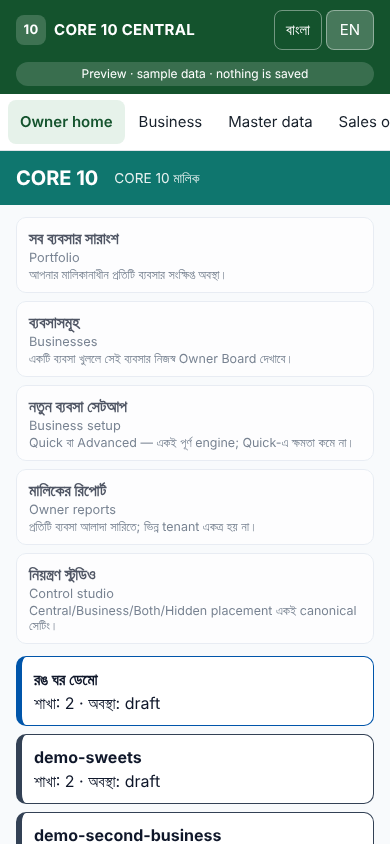 10 CORE 10 CENTRAL বাংলা EN
Preview · sample data · nothing is saved
Owner home Business Master data Sales o
CORE 10 CORE 10 মালিক
সব ব্যবসার সারাংশ
Portfolio
আপনার মালিকানাধীন প্রতিটি ব্যবসার সংক্ষিপ্ত অবস্থা।
ব্যবসাসমূহ
Businesses
একটি ব্যবসা খুললে সেই ব্যবসার নিজস্ব Owner Board দেখাবে।
নতুন ব্যবসা সেটআপ
Business setup
Quick বা Advanced — একই পূর্ণ engine; Quick-এ ক্ষমতা কমে না।
মালিকের রিপোর্ট
Owner reports
প্রতিটি ব্যবসা আলাদা সারিতে; ভিন্ন tenant একত্র হয় না।
নিয়ন্ত্রণ স্টুডিও
Control studio
Central/Business/Both/Hidden placement একই canonical
সেটিং।
রঙ ঘর ডেমো
শাখা: 2 · অবস্থা: draft
demo-sweets
শাখা: 2 · অবস্থা: draft
demo-second-business